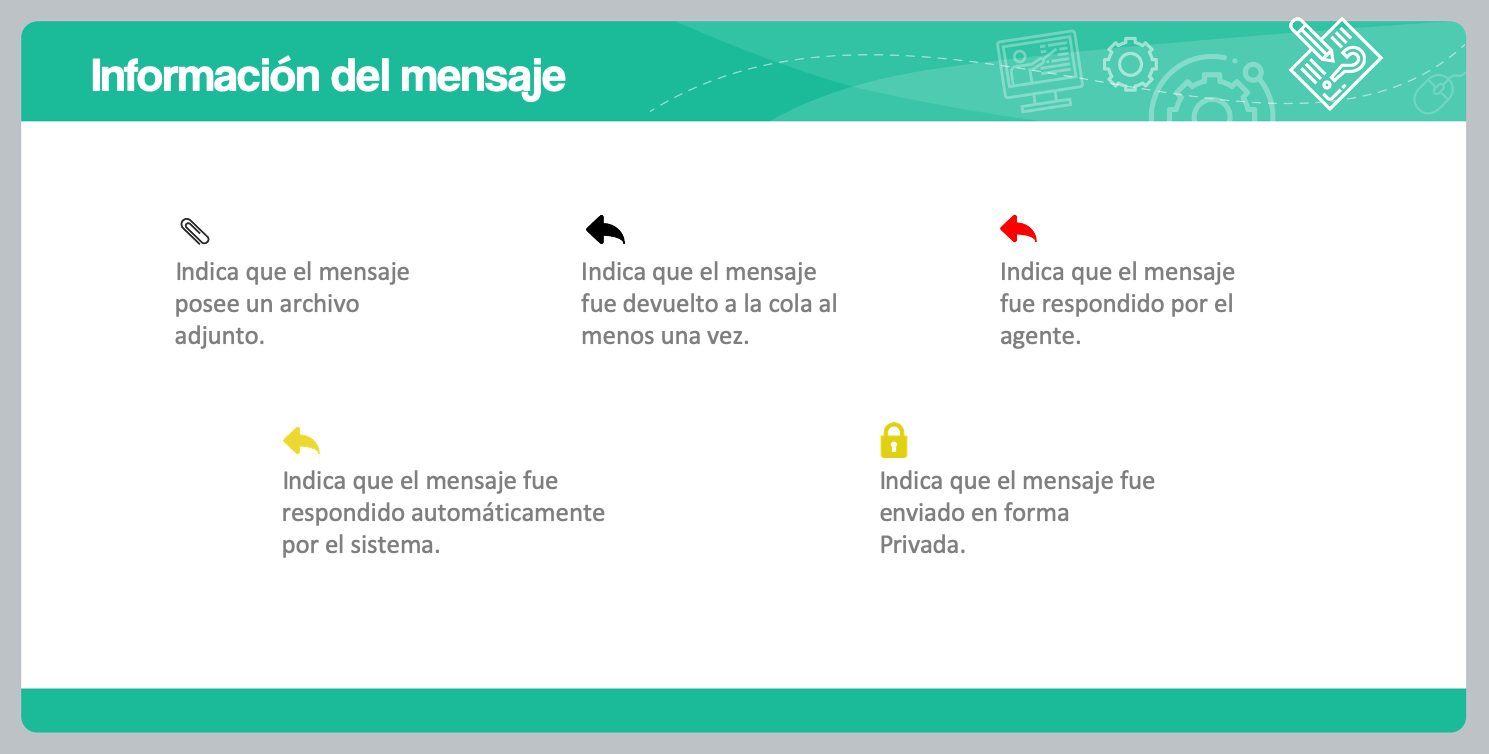 Información del mensaje
Indica que el mensaje
posee un archivo
adjunto.
Indica que el mensaje
fue devuelto a la cola al
menos una vez.
Indica que el mensaje
fue respondido por el
agente.
Indica que el mensaje fue
respondido automáticamente
por el sistema.
Indica que el mensaje fue
enviado en forma
Privada.